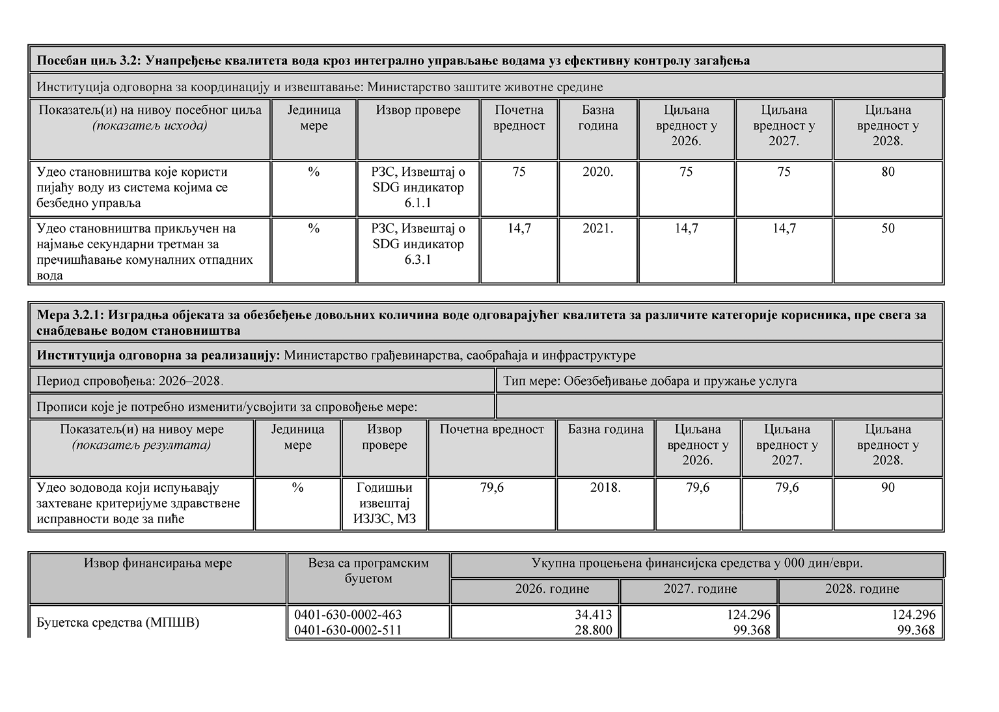 Посебан циљ 3.2: Унапређење квалитета вода кроз интегрално управљање водама уз ефективну контролу загађења
Институција одговорна за координацију и извештавање: Министарство заштите животне средине
Показатељ(и) на нивоу посебног циља
(показатељ исхода)
Јединица
мере
Извор провере
Почетна
вредност
Базна
година
Циљана
вредност у
2026.
Циљана
вредност у
2027.
Циљана
вредност у
2028.
Удео становништва које користи
пијаћу воду из система којима се
безбедно управља
%
РЗС, Извештај о
SDG индикатор
6.1.1
75
2020.
75
75
80
Удео становништва прикључен на
најмање секундарни третман за
пречишћавање комуналних отпадних
вода
%
РЗС, Извештај о
SDG индикатор
6.3.1
14,7
2021.
14,7
14,7
50
Мера 3.2.1: Изградња објеката за обезбеђење довољних количина воде одговарајућег квалитета за различите категорије корисника, пре свега за
снабдевање водом становништва
Институција одговорна за реализацију: Министарство грађевинарства, саобраћаја и инфраструктуре
Период спровођења: 2026–2028.
Тип мере: Обезбеђивање добара и пружање услуга
Прописи које је потребно изменити/усвојити за спровођење мере:
Показатељ(и) на нивоу мере
(показатељ резултата)
Јединица
мере
Извор
провере
Почетна вредност
Базна година
Циљана
вредност у
2026.
Циљана
вредност у
2027.
Циљана
вредност у
2028.
Удео водовода који испуњавају
захтеване критеријуме здравствене
исправности воде за пиће
%
Годишњи
извештај
ИЗЈЗС, МЗ
79,6
2018.
79,6
79,6
90
Извор финансирања мере
Веза са програмским
буџетом
Укупна процењена финансијска средства у 000 дин/еври.
2026. године
2027. године
2028. године
Буџетска средства (МПШВ)
0401-630-0002-463
34.413
124.296
124.296
0401-630-0002-511
28.800
99.368
99.368